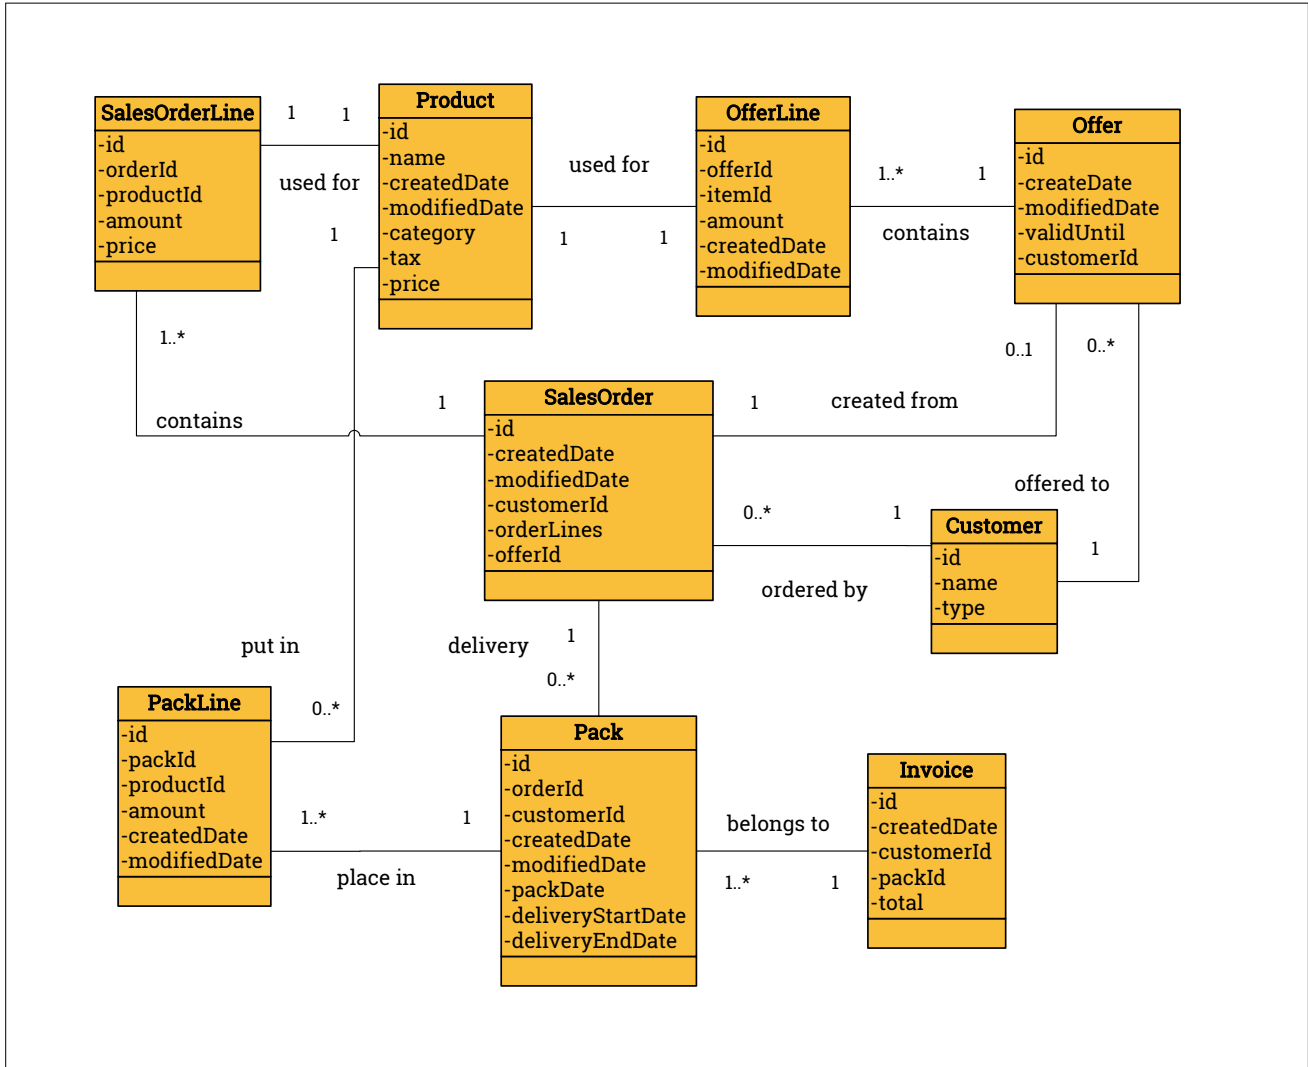 SalesOrderLine
-id
-orderId
-productId
-amount
-price
1
1
used for
Product
-id
-name
-createdDate
-modifiedDate
-category
-tax
-price
1
used for
1
1
OfferLine
-id
-offerId
-itemId
-amount
-createdDate
-modifiedDate
1..*
1
contains
Offer
-id
-createDate
-modifiedDate
-validUntil
-customerId
1..*
contains
1
SalesOrder
-id
-createdDate
-modifiedDate
-customerId
-orderLines
-offerId
1
created from
0..1
0..*
offered to
0..*
1
ordered by
Customer
-id
-name
-type
1
put in
0..*
delivery
1
0..*
PackLine
-id
-packId
-productId
-amount
-createdDate
-modifiedDate
1..*
1
place in
Pack
-id
-orderId
-customerId
-createdDate
-modifiedDate
-packDate
-deliveryStartDate
-deliveryEndDate
belongs to
1..*
1
Invoice
-id
-createdDate
-customerId
-packId
-total